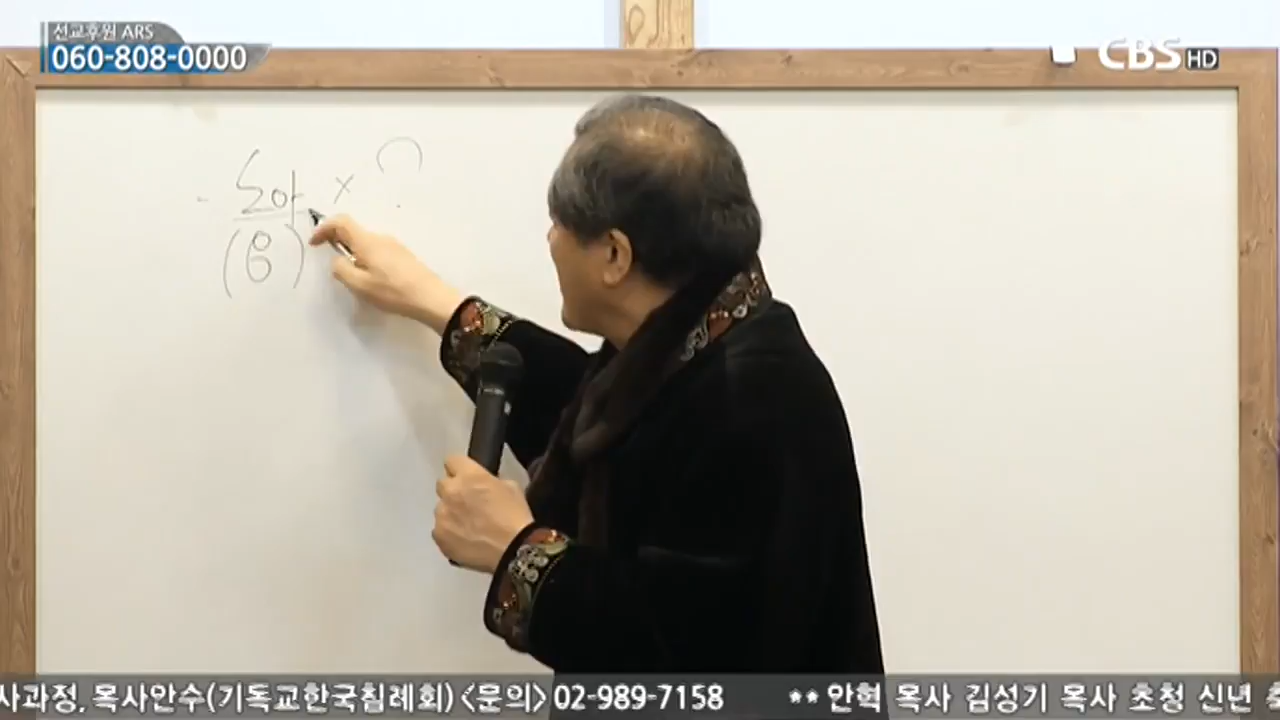 선교후원 ARS
060-808-0000
CBS HD
노아 × ?
(8)
사과정, 목사안수(기독교한국침례회) <문의> 02-989-7158 ** 안혁 목사 김성기 목사 초청 신년